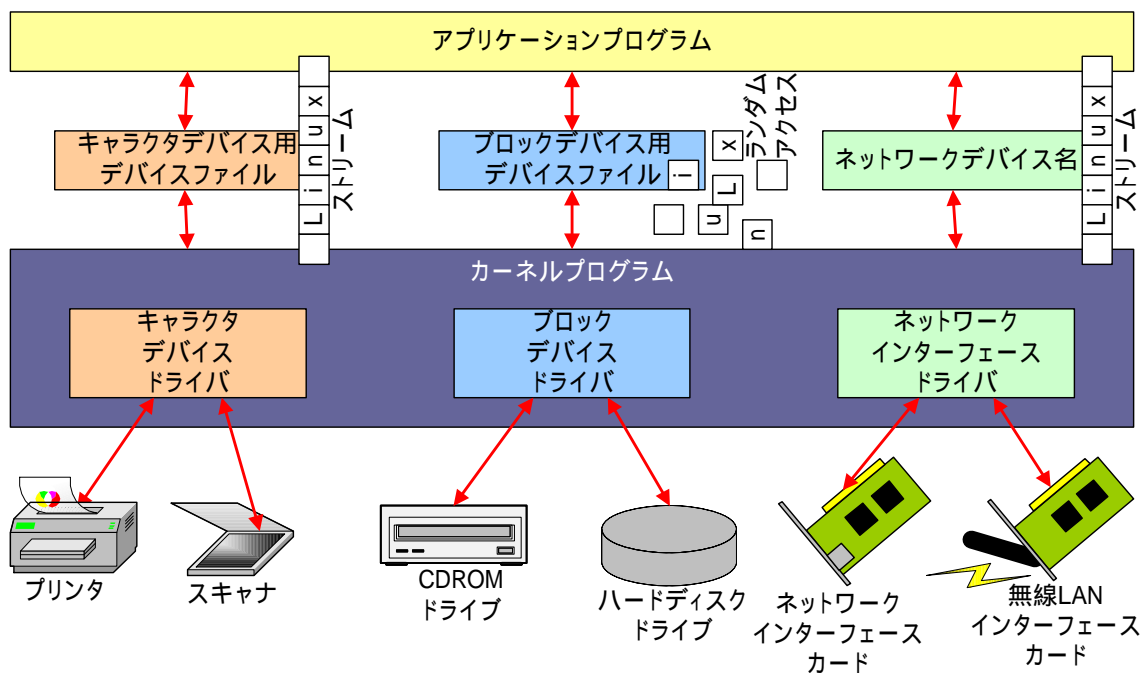 アプリケーションプログラム
キャラクタデバイス用
デバイスファイル
Linux
ストリーム
ブロックデバイス用
デバイスファイル
i
x
L
u
n
ランダム
アクセス
ネットワークデバイス名
Linux
ストリーム
カーネルプログラム
キャラクタ
デバイス
ドライバ
ブロック
デバイス
ドライバ
ネットワーク
インターフェース
ドライバ
プリンタ
スキャナ
CDROM
ドライブ
ハードディスク
ドライブ
ネットワーク
インターフェース
カード
無線LAN
インターフェース
カード